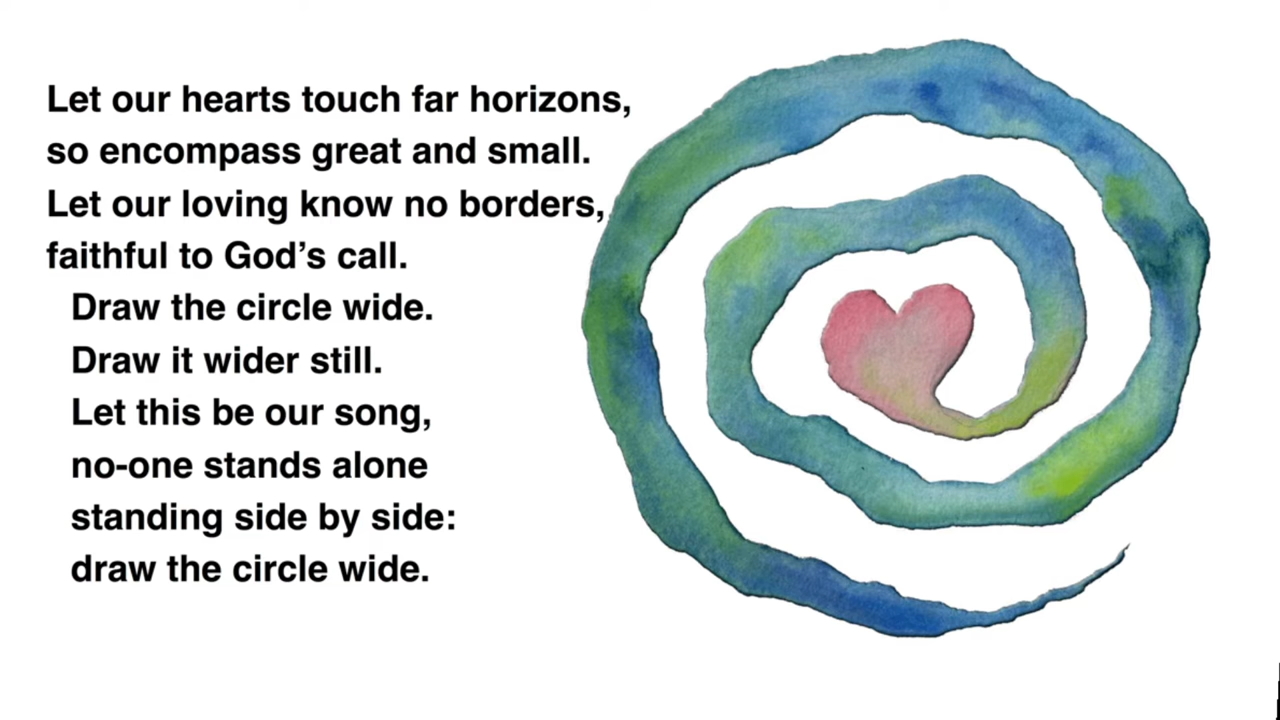 Let our hearts touch far horizons,
so encompass great and small.
Let our loving know no borders,
faithful to God’s call.
Draw the circle wide.
Draw it wider still.
Let this be our song,
no-one stands alone
standing side by side:
draw the circle wide.